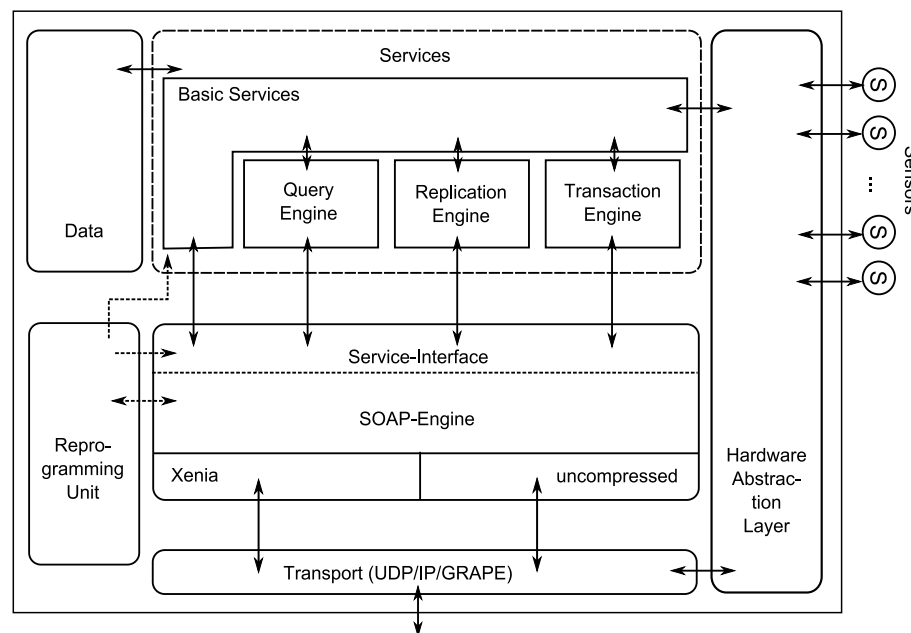 Services
Basic Services
Query
Engine
Replication
Engine
Transaction
Engine
Data
S
S
...
S
S
Sensors
Service-Interface
SOAP-Engine
Xenia
uncompressed
Repro-
gramming
Unit
Hardware
Abstrac-
tion
Layer
Transport (UDP/IP/GRAPE)